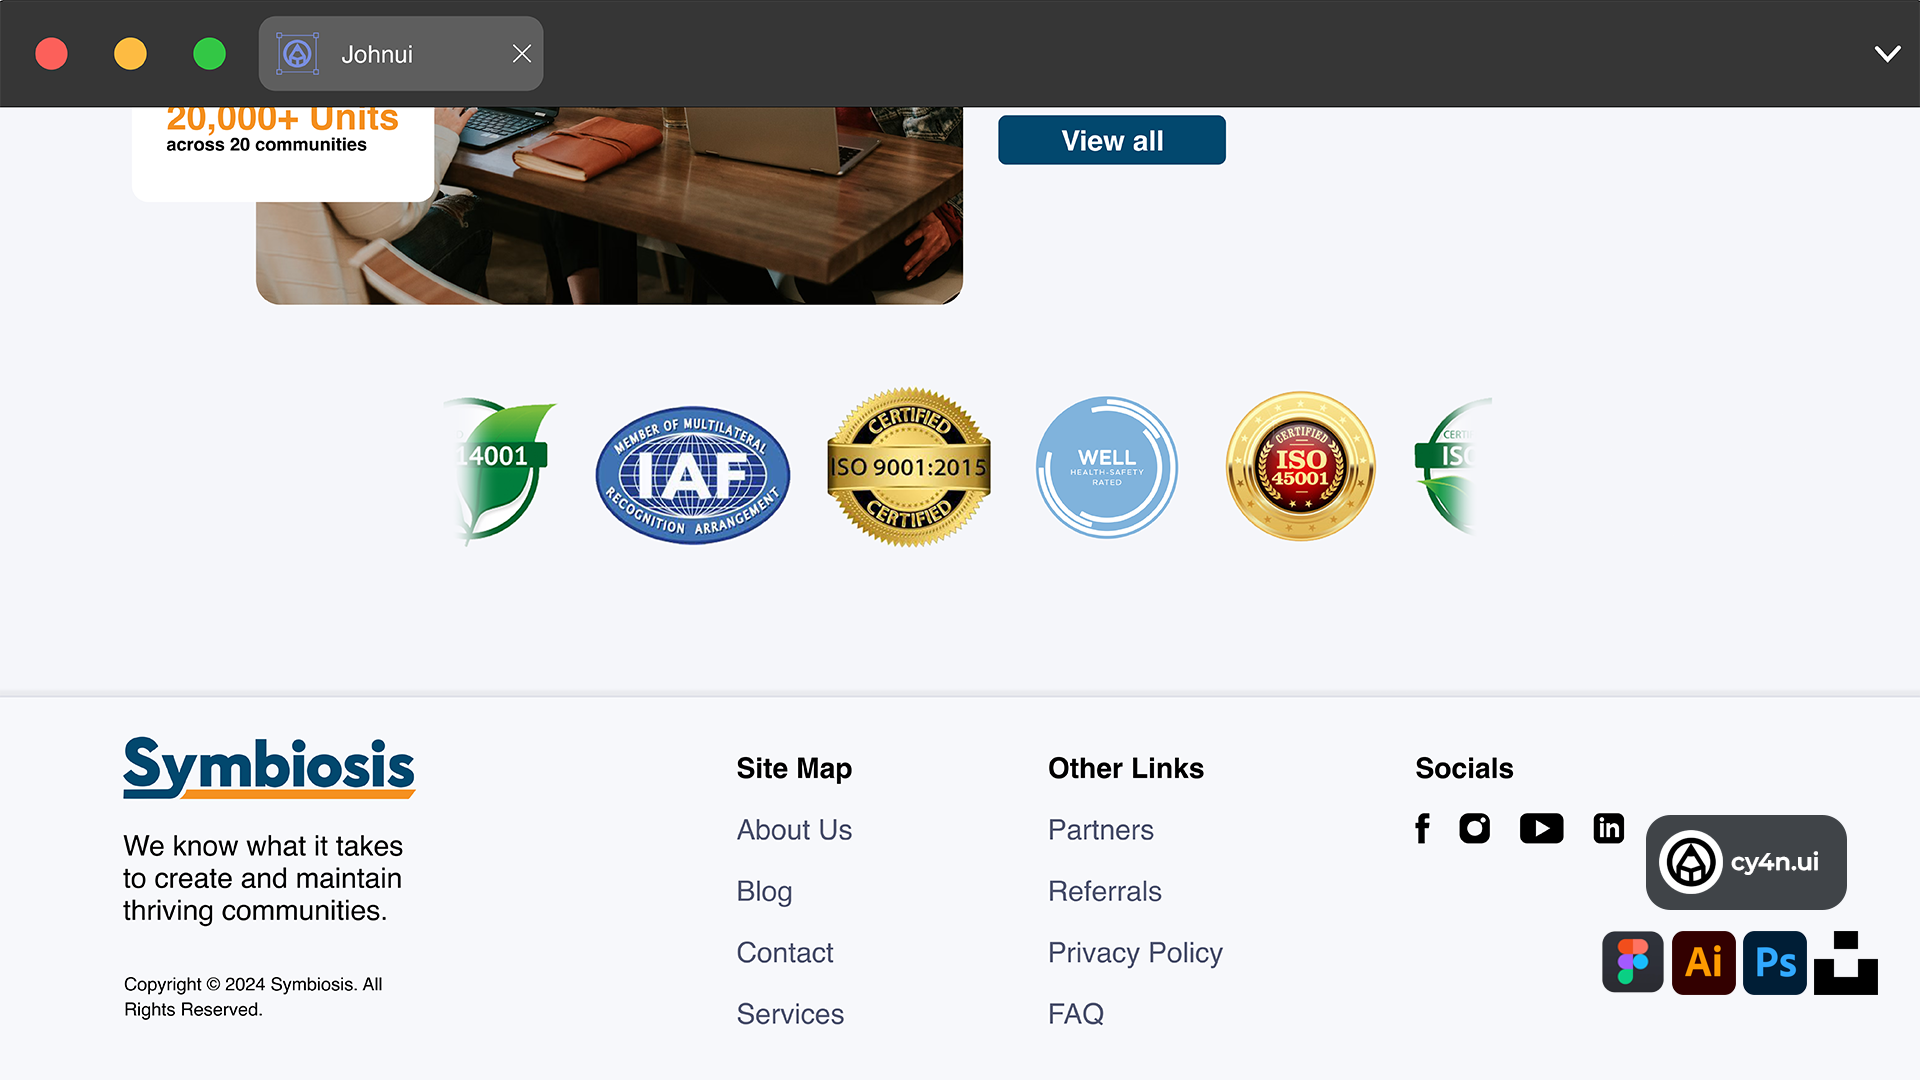 Johnui
20,000+ Units
across 20 communities
View all
14001
MEMBER OF MULTILATERAL
IAF
RECOGNITION ARRANGEMENT
CERTIFIED
ISO 9001:2015
CERTIFIED
WELL
HEALTH-SAFETY
RATED
CERTIFIED
ISO
45001
CERTI
ISO
Symbiosis
We know what it takes
to create and maintain
thriving communities.
Copyright © 2024 Symbiosis. All
Rights Reserved.
Site Map
About Us
Blog
Contact
Services
Other Links
Partners
Referrals
Privacy Policy
FAQ
Socials
f
in
cy4n.ui
Ai
Ps